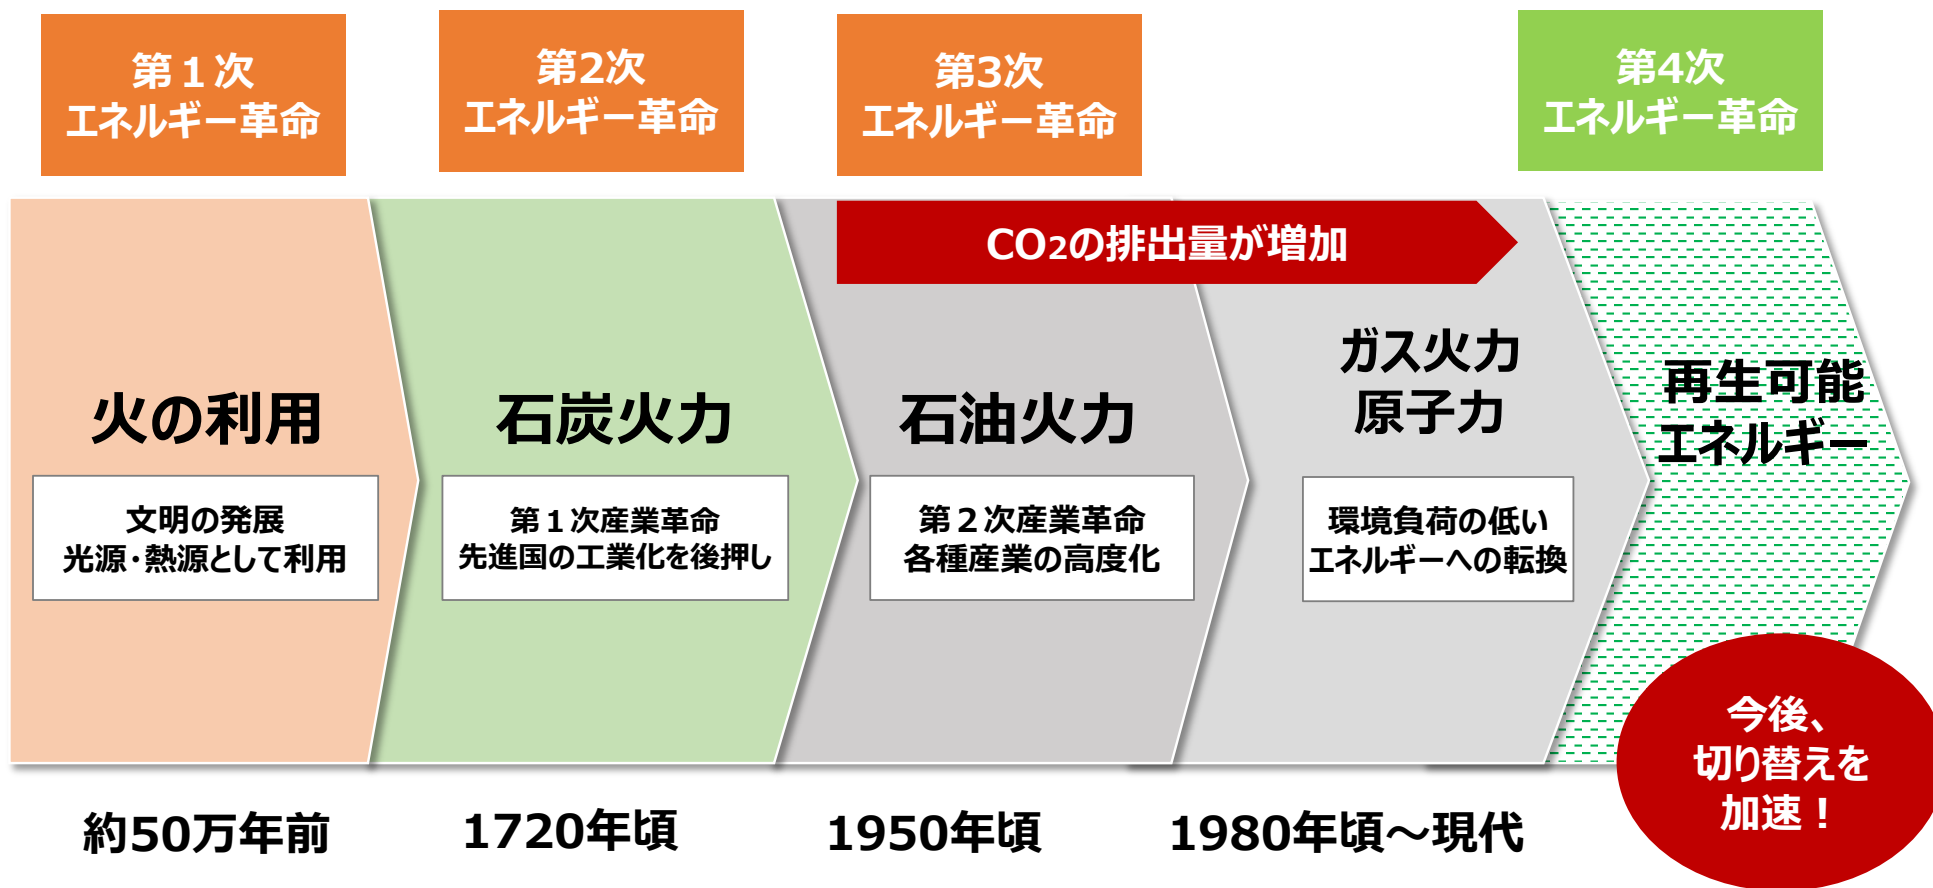 第１次
エネルギー革命
第2次
エネルギー革命
第3次
エネルギー革命
第4次
エネルギー革命
CO2の排出量が増加
火の利用
文明の発展
光源・熱源として利用
石炭火力
第１次産業革命
先進国の工業化を後押し
石油火力
第２次産業革命
各種産業の高度化
ガス火力
原子力
環境負荷の低い
エネルギーへの転換
再生可能
エネルギー
今後、
切り替えを
加速！
約50万年前
1720年頃
1950年頃
1980年頃～現代